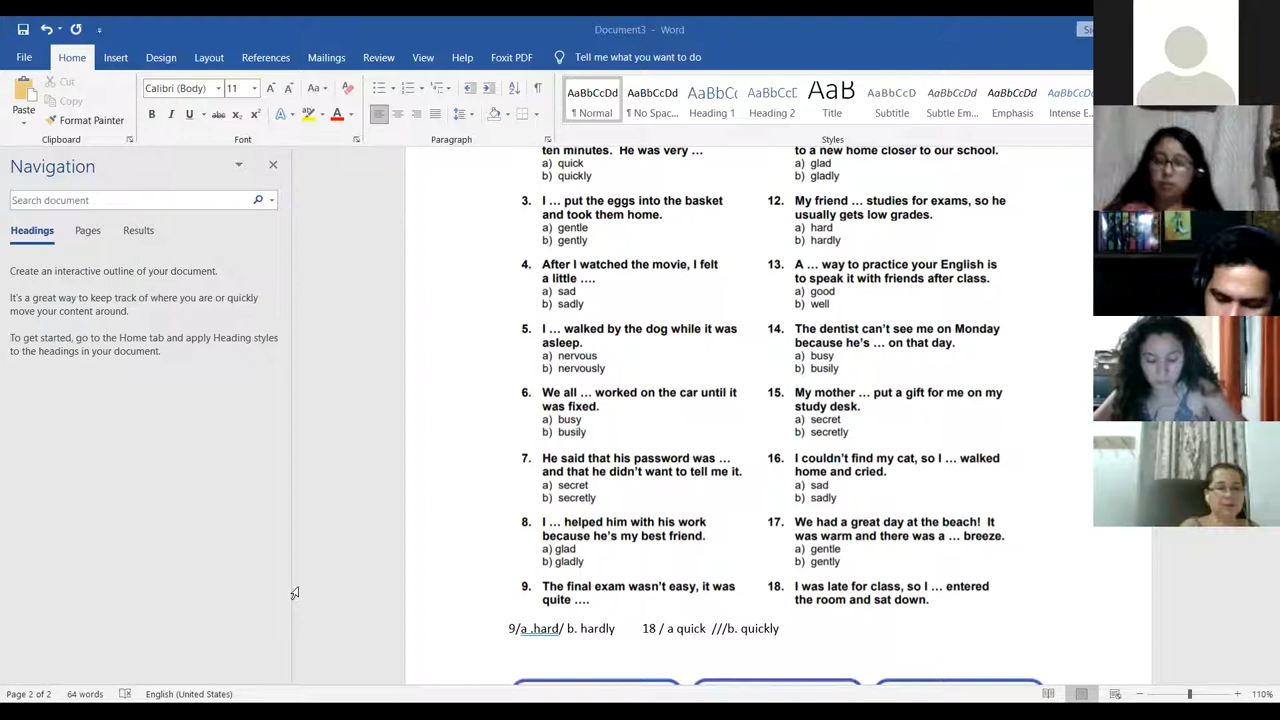 Document3 - Word
File Home Insert Design Layout References Mailings Review View Help Foxit PDF Tell me what you want to do
Paste
Cut
Copy
Format Painter
Clipboard
Calibri (Body) 11
Font
Paragraph
AaBbCcDd ¶ Normal
AaBbCcDd ¶ No Spac...
AaBbCc Heading 1
AaBbCcD Heading 2
AaB Title
AaBbCcD Subtitle
AaBbCcDd Subtle Em...
AaBbCcDd Emphasis
AaBbCcDd Intense E...
Styles
Navigation
Search document
Headings Pages Results
Create an interactive outline of your document.
It's a great way to keep track of where you are or quickly
move your content around.
To get started, go to the Home tab and apply Heading styles
to the headings in your document.
ten minutes. He was very ...
a) quick
b) quickly
3. I ... put the eggs into the basket
and took them home.
a) gentle
b) gently
4. After I watched the movie, I felt
a little ....
a) sad
b) sadly
5. I ... walked by the dog while it was
asleep.
a) nervous
b) nervously
6. We all ... worked on the car until it
was fixed.
a) busy
b) busily
7. He said that his password was ...
and that he didn't want to tell me it.
a) secret
b) secretly
8. I ... helped him with his work
because he's my best friend.
a) glad
b) gladly
9. The final exam wasn't easy, it was
quite ....
to a new home closer to our school.
a) glad
b) gladly
12. My friend ... studies for exams, so he
usually gets low grades.
a) hard
b) hardly
13. A ... way to practice your English is
to speak it with friends after class.
a) good
b) well
14. The dentist can't see me on Monday
because he's ... on that day.
a) busy
b) busily
15. My mother ... put a gift for me on my
study desk.
a) secret
b) secretly
16. I couldn't find my cat, so I ... walked
home and cried.
a) sad
b) sadly
17. We had a great day at the beach! It
was warm and there was a ... breeze.
a) gentle
b) gently
18. I was late for class, so I ... entered
the room and sat down.
9/a .hard/ b. hardly 18 / a quick ///b. quickly
Page 2 of 2 64 words English (United States) 110%